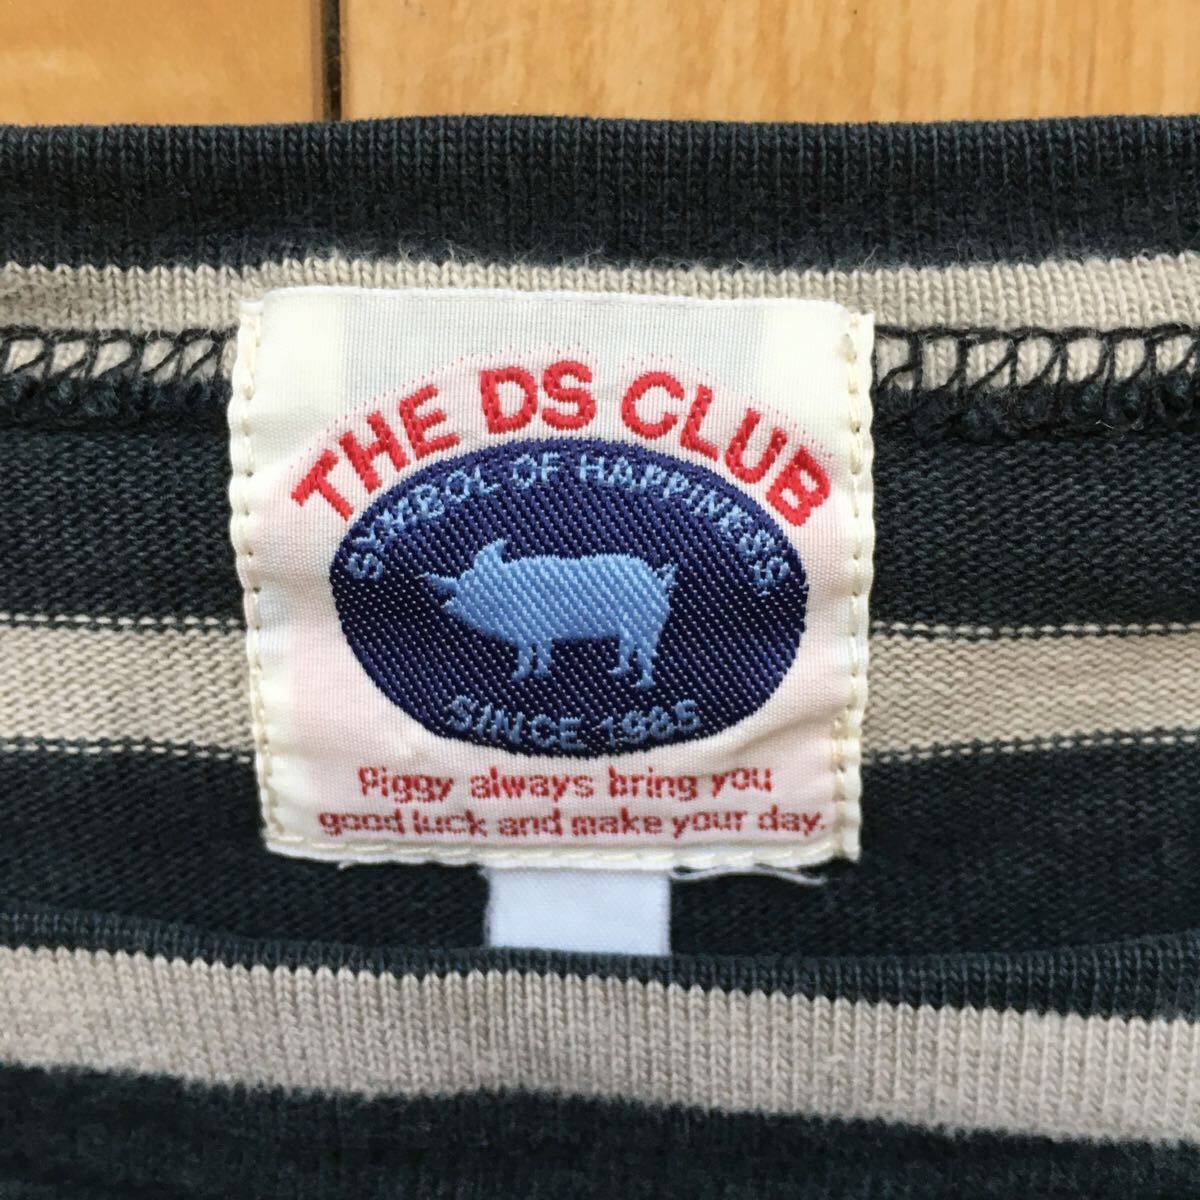 THE DS CLUB
SYMBOL OF HAPPINESS
SINCE 1985
Piggy always bring you
good luck and make your day.